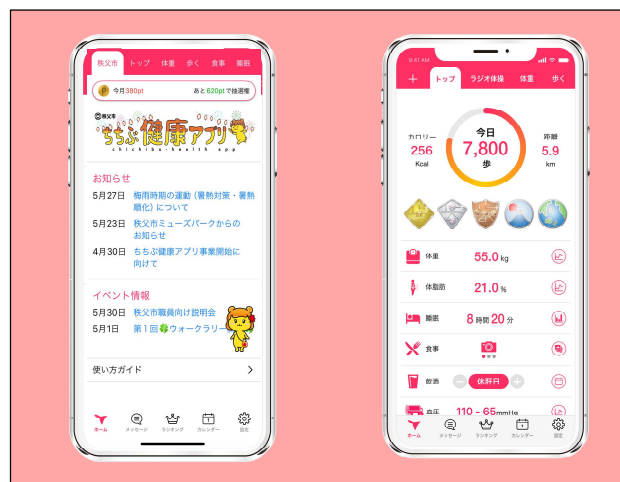 秩父市 トップ 体重 歩く 食事 睡眠
今月380pt あと620ptで抽選権
秩父市
ちちぶ健康アプリ
chichibu-health app
お知らせ
5月27日 梅雨時期の運動（暑熱対策・暑熱
順化）について
5月23日 秩父市ミューズパークからの
お知らせ
4月30日 ちちぶ健康アプリ事業開始に
向けて
イベント情報
5月30日 秩父市職員向け説明会
5月1日 第1回🍀ウォークラリー
使い方ガイド
ホーム メッセージ ランキング カレンダー 設定
9:41 AM
トップ ラジオ体操 体重 歩く
カロリー
256
Kcal
今日
7,800
歩
距離
5.9
km
体重 55.0 kg
体脂肪 21.0 %
睡眠 8 時間 20 分
食事
飲酒 休肝日
血圧 110 - 65mmHg
ホーム メッセージ ランキング カレンダー 設定